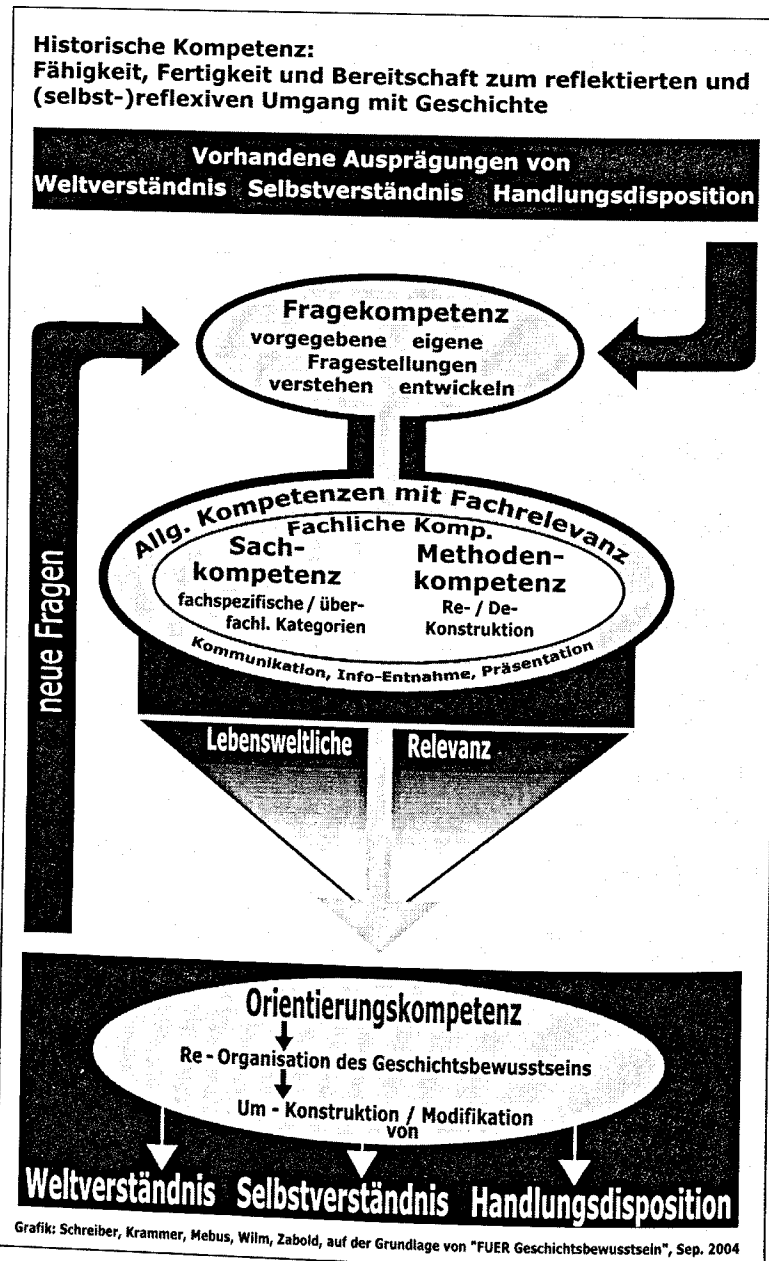 Historische Kompetenz:
Fähigkeit, Fertigkeit und Bereitschaft zum reflektierten und
(selbst-)reflexiven Umgang mit Geschichte
Vorhandene Ausprägungen von
Weltverständnis Selbstverständnis Handlungsdisposition
Fragekompetenz
vorgegebene eigene
Fragestellungen
verstehen entwickeln
Allg. Kompetenzen mit Fachrelevanz
Fachliche Komp.
Sach-
kompetenz
fachspezifische / über-
fachl. Kategorien
Methoden-
kompetenz
Re- / De-
Konstruktion
Kommunikation, Info-Entnahme, Präsentation
neue Fragen
Lebensweltliche Relevanz
Orientierungskompetenz
Re - Organisation des Geschichtsbewusstseins
Um - Konstruktion / Modifikation
von
Weltverständnis Selbstverständnis Handlungsdisposition
Grafik: Schreiber, Krammer, Mebus, Wilm, Zabold, auf der Grundlage von "FUER Geschichtsbewusstsein", Sep. 2004